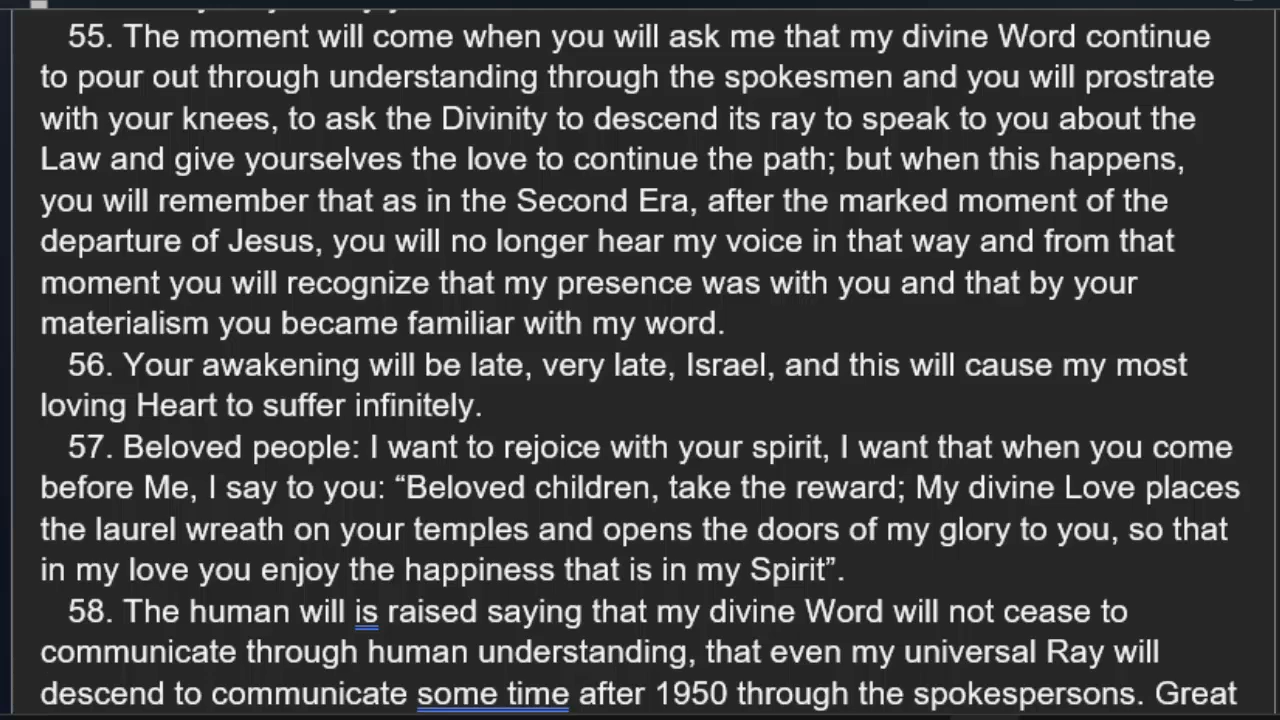 55. The moment will come when you will ask me that my divine Word continue
to pour out through understanding through the spokesmen and you will prostrate
with your knees, to ask the Divinity to descend its ray to speak to you about the
Law and give yourselves the love to continue the path; but when this happens,
you will remember that as in the Second Era, after the marked moment of the
departure of Jesus, you will no longer hear my voice in that way and from that
moment you will recognize that my presence was with you and that by your
materialism you became familiar with my word.
56. Your awakening will be late, very late, Israel, and this will cause my most
loving Heart to suffer infinitely.
57. Beloved people: I want to rejoice with your spirit, I want that when you come
before Me, I say to you: “Beloved children, take the reward; My divine Love places
the laurel wreath on your temples and opens the doors of my glory to you, so that
in my love you enjoy the happiness that is in my Spirit”.
58. The human will is raised saying that my divine Word will not cease to
communicate through human understanding, that even my universal Ray will
descend to communicate some time after 1950 through the spokespersons. Great